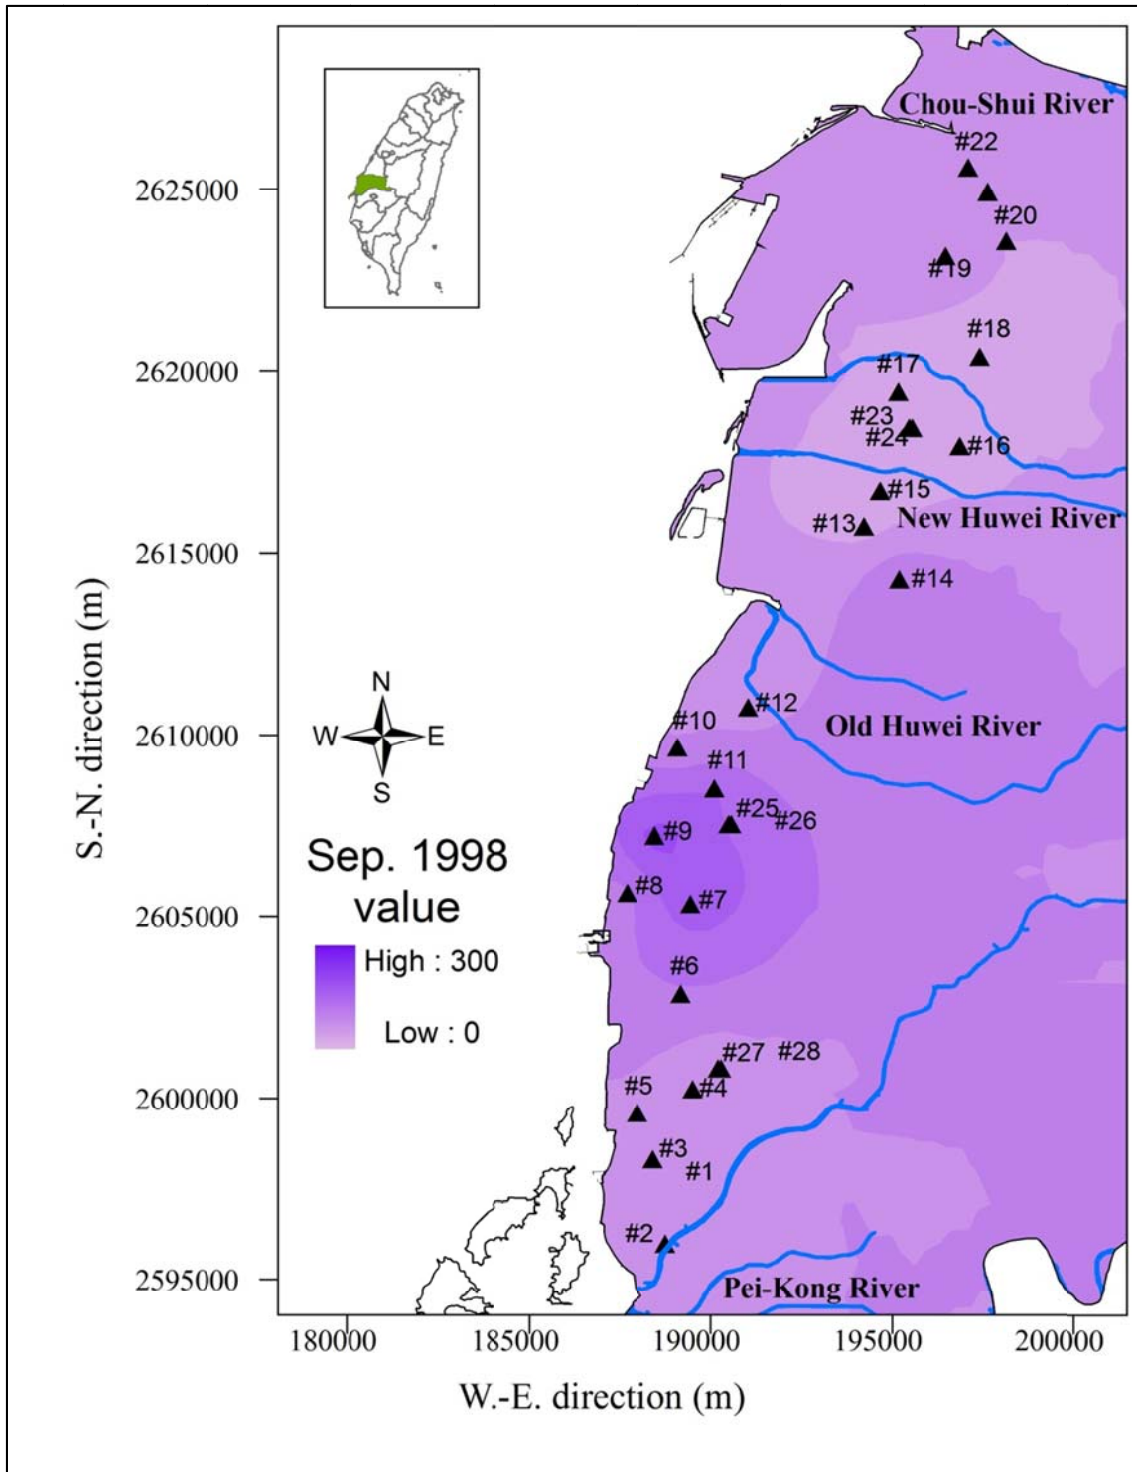 Chou-Shui River
#22
2625000
#20
#19
#18
2620000
#17
#23
#24
#16
#15
#13
New Huwei River
2615000
#14
S.-N. direction (m)
N
W
E
S
#12
#10
Old Huwei River
2610000
#11
#25
#26
#9
Sep. 1998
value
#8
#7
2605000
High : 300
#6
Low : 0
#27
#28
#5
#4
2600000
#3
#1
#2
2595000
Pei-Kong River
180000
185000
190000
195000
200000
W.-E. direction (m)